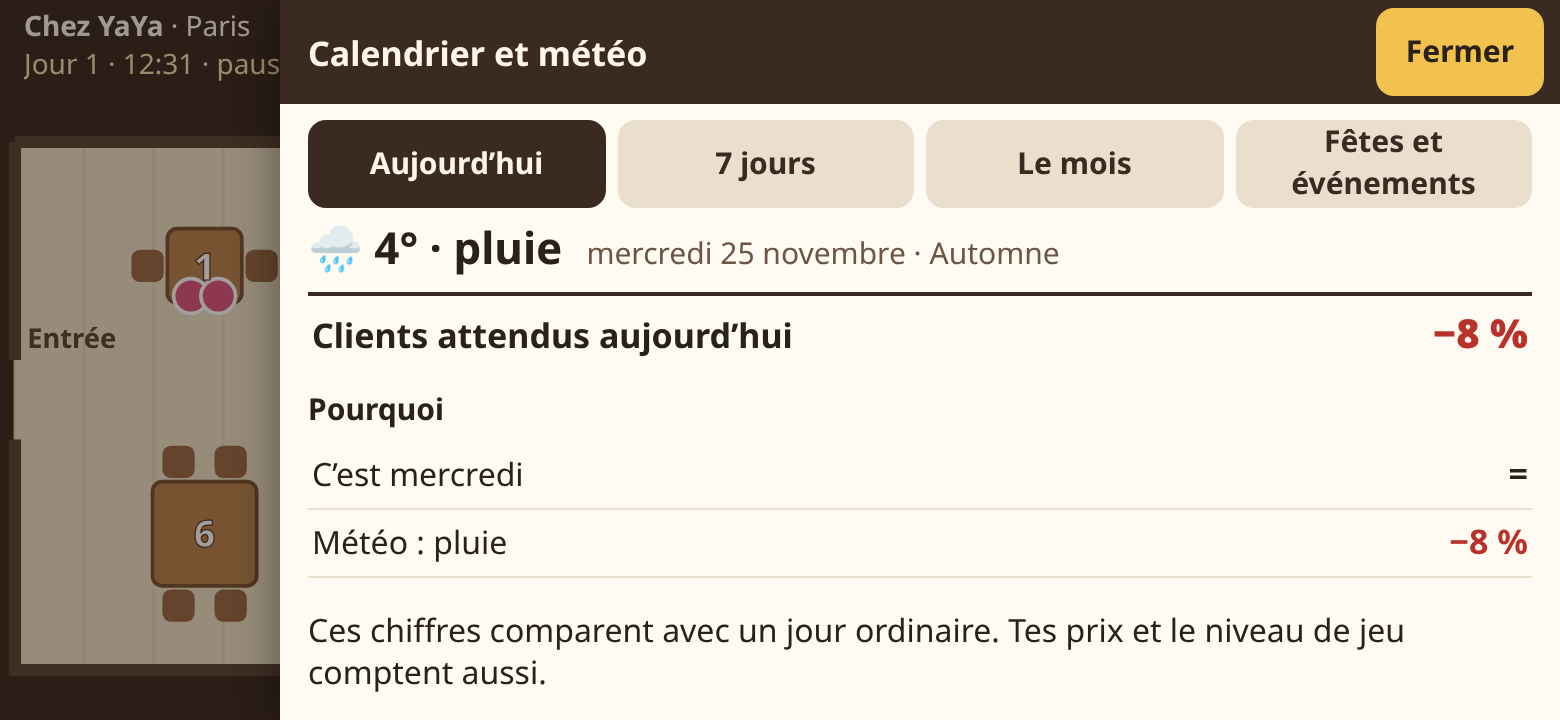 Chez YaYa · Paris
Jour 1 · 12:31 · paus
Calendrier et météo
Fermer
Aujourd’hui
7 jours
Le mois
Fêtes et
événements
4° · pluie mercredi 25 novembre · Automne
Clients attendus aujourd’hui −8 %
Pourquoi
C’est mercredi =
Météo : pluie −8 %
Ces chiffres comparent avec un jour ordinaire. Tes prix et le niveau de jeu
comptent aussi.
1
Entrée
6